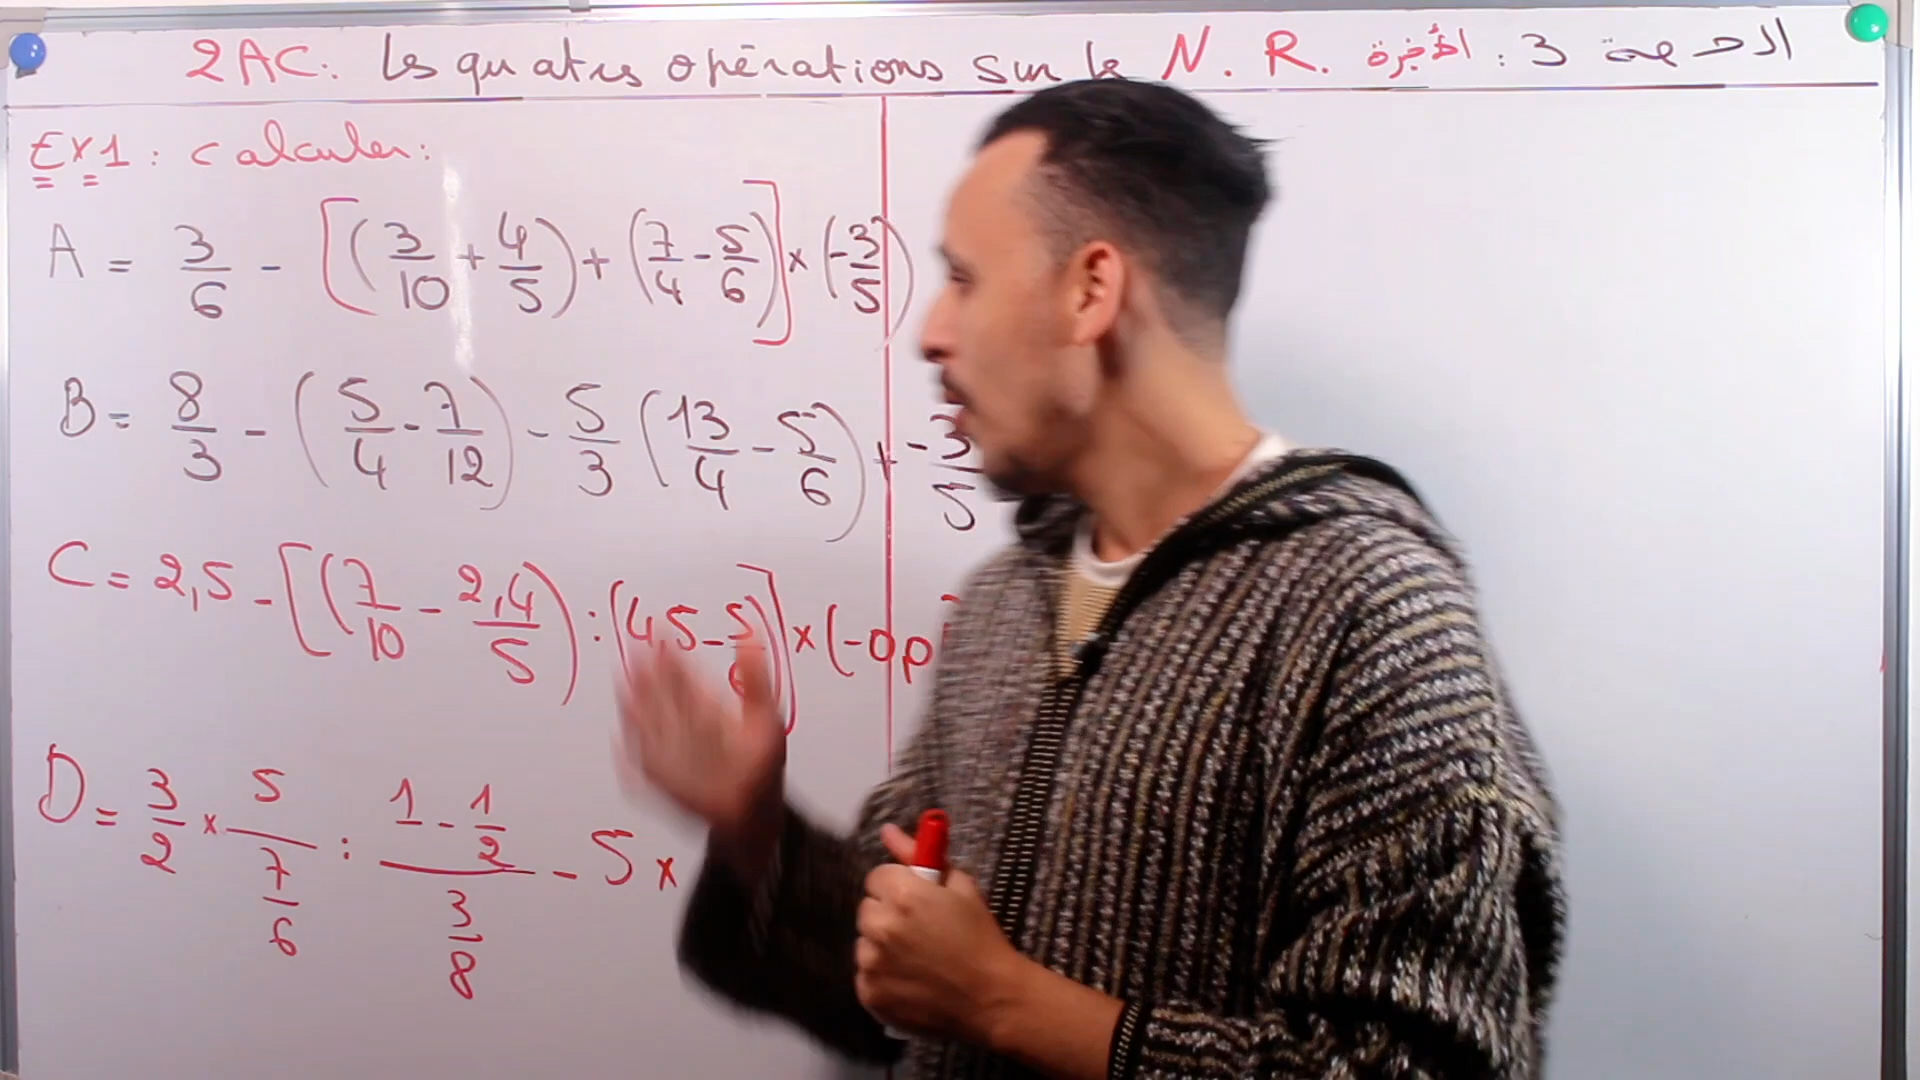 2AC: Les quatres opérations sur le N. R. الحصة 3 : الأخيرة
Ex1: calculer:
A = 3/6 - [(3/10 + 4/5) + (7/4 - 5/6)] × (-3/5)
B = 8/3 - (5/4 - 7/12) - 5/3 (13/4 - 5/6) + -3/5
C = 2,5 - [(7/10 - 2,4/5) : (4,5 - 5/6)] × (-0,
D = 3/2 × 5/(7/6) : (1 - 1/2)/(3/8) - 5 ×